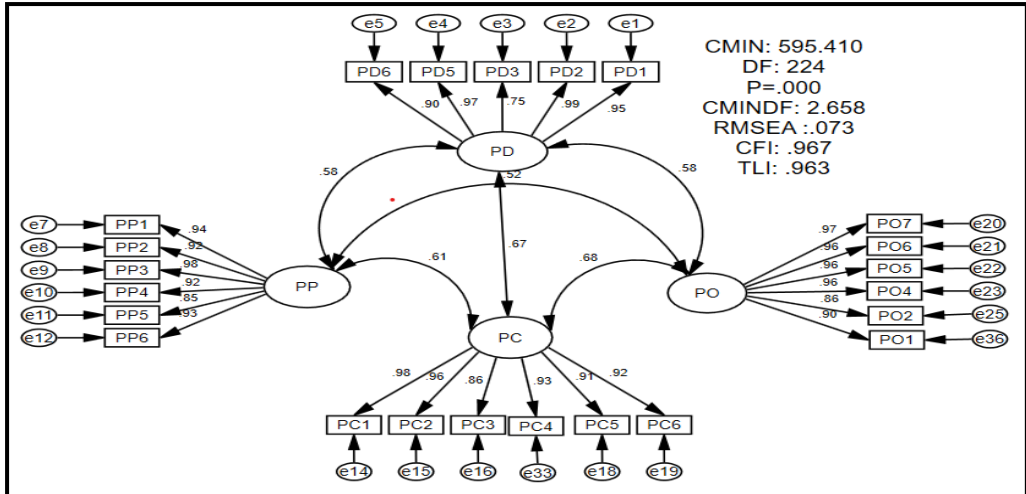 e5 e4 e3 e2 e1
PD6 PD5 PD3 PD2 PD1
CMIN: 595.410
DF: 224
P=.000
CMINDF: 2.658
RMSEA :.073
CFI: .967
TLI: .963
.90 .97 .75 .99 .95
PD
.58 .52 .58
e7 PP1 .94
e8 PP2 .92
e9 PP3 .98
e10 PP4 .92
e11 PP5 .85
e12 PP6 .93
PP
.61 .67 .68
PO
.97 PO7 e20
.96 PO6 e21
.96 PO5 e22
.96 PO4 e23
.86 PO2 e25
.90 PO1 e36
PC
.98 .96 .86 .93 .91 .92
PC1 PC2 PC3 PC4 PC5 PC6
e14 e15 e16 e33 e18 e19